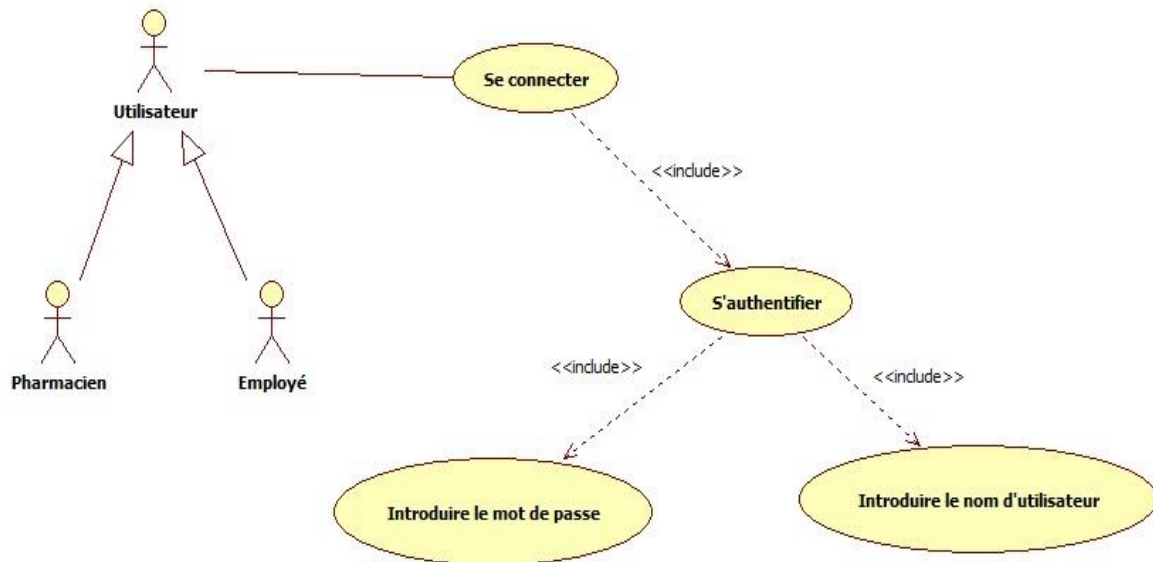 Se connecter
Utilisateur
<<include>>
S'authentifier
Pharmacien
Employé
<<include>>
<<include>>
Introduire le mot de passe
Introduire le nom d'utilisateur